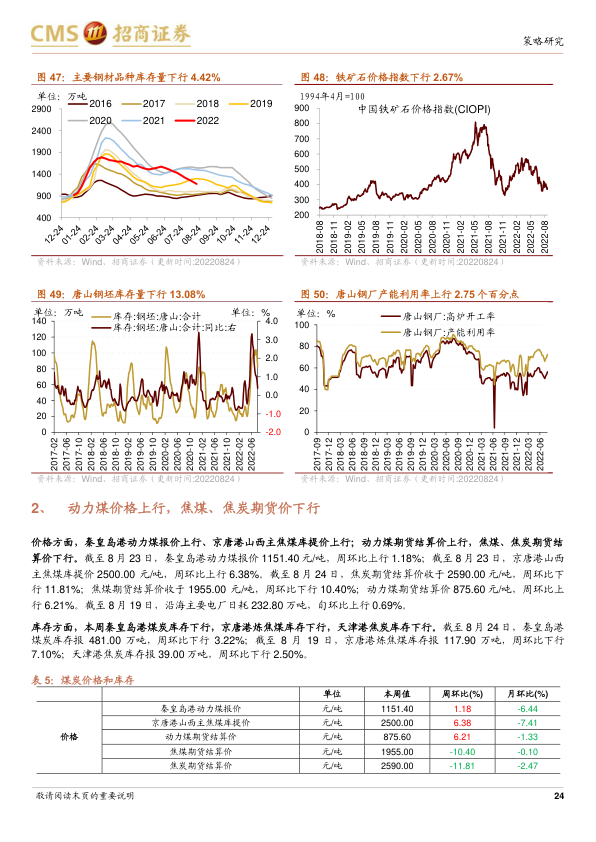 CMS 招商证券
策略研究
图 47：主要钢材品种库存量下行 4.42%
单位：万吨
2016 2017 2018 2019
2020 2021 2022
2900
2400
1900
1400
900
400
12-24 01-24 02-24 03-24 04-24 05-24 06-24 07-24 08-24 09-24 10-24 11-24 12-24
资料来源：Wind、招商证券（更新时间:20220824）
图 48：铁矿石价格指数下行 2.67%
1994年4月=100
中国铁矿石价格指数(CIOPI)
900
800
700
600
500
400
300
200
2018-08 2018-11 2019-02 2019-05 2019-08 2019-11 2020-02 2020-05 2020-08 2020-11 2021-02 2021-05 2021-08 2021-11 2022-02 2022-05 2022-08
资料来源：Wind、招商证券（更新时间:20220824）
图 49：唐山钢坯库存量下行 13.08%
单位：万吨 单位：%
库存:钢坯:唐山:合计
库存:钢坯:唐山:合计:同比:右
140
120
100
80
60
40
20
0
4.0
3.0
2.0
1.0
0.0
-1.0
-2.0
2017-02 2017-06 2017-10 2018-02 2018-06 2018-10 2019-02 2019-06 2019-10 2020-02 2020-06 2020-10 2021-02 2021-06 2021-10 2022-02 2022-06
资料来源：Wind、招商证券（更新时间:20220824）
图 50：唐山钢厂产能利用率上行 2.75 个百分点
单位：%
唐山钢厂:高炉开工率
唐山钢厂:产能利用率
100
80
60
40
20
0
2017-09 2017-12 2018-03 2018-06 2018-09 2018-12 2019-03 2019-06 2019-09 2019-12 2020-03 2020-06 2020-09 2020-12 2021-03 2021-06 2021-09 2021-12 2022-03 2022-06
资料来源：Wind、招商证券（更新时间:20220824）
2、 动力煤价格上行，焦煤、焦炭期货价下行
价格方面，秦皇岛港动力煤报价上行、京唐港山西主焦煤库提价上行；动力煤期货结算价上行，焦煤、焦炭期货结
算价下行。截至 8 月 23 日，秦皇岛港动力煤报价 1151.40 元/吨，周环比上行 1.18%；截至 8 月 23 日，京唐港山西
主焦煤库提价 2500.00 元/吨，周环比上行 6.38%。截至 8 月 24 日，焦炭期货结算价收于 2590.00 元/吨，周环比下
行 11.81%；焦煤期货结算价收于 1955.00 元/吨，周环比下行 10.40%；动力煤期货结算价 875.60 元/吨，周环比上
行 6.21%。截至 8 月 19 日，沿海主要电厂日耗 232.80 万吨，旬环比上行 0.69%。
库存方面，本周秦皇岛港煤炭库存下行，京唐港炼焦煤库存下行，天津港焦炭库存下行。截至 8 月 24 日，秦皇岛港
煤炭库存报 481.00 万吨，周环比下行 3.22%；截至 8 月 19 日，京唐港炼焦煤库存报 117.90 万吨，周环比下行
7.10%；天津港焦炭库存报 39.00 万吨，周环比下行 2.50%。
表 5：煤炭价格和库存
单位 本周值 周环比(%) 月环比(%)
价格
秦皇岛港动力煤报价 元/吨 1151.40 1.18 -6.44
京唐港山西主焦煤库提价 元/吨 2500.00 6.38 -7.41
动力煤期货结算价 元/吨 875.60 6.21 -1.33
焦煤期货结算价 元/吨 1955.00 -10.40 -0.10
焦炭期货结算价 元/吨 2590.00 -11.81 -2.47
敬请阅读末页的重要说明 24